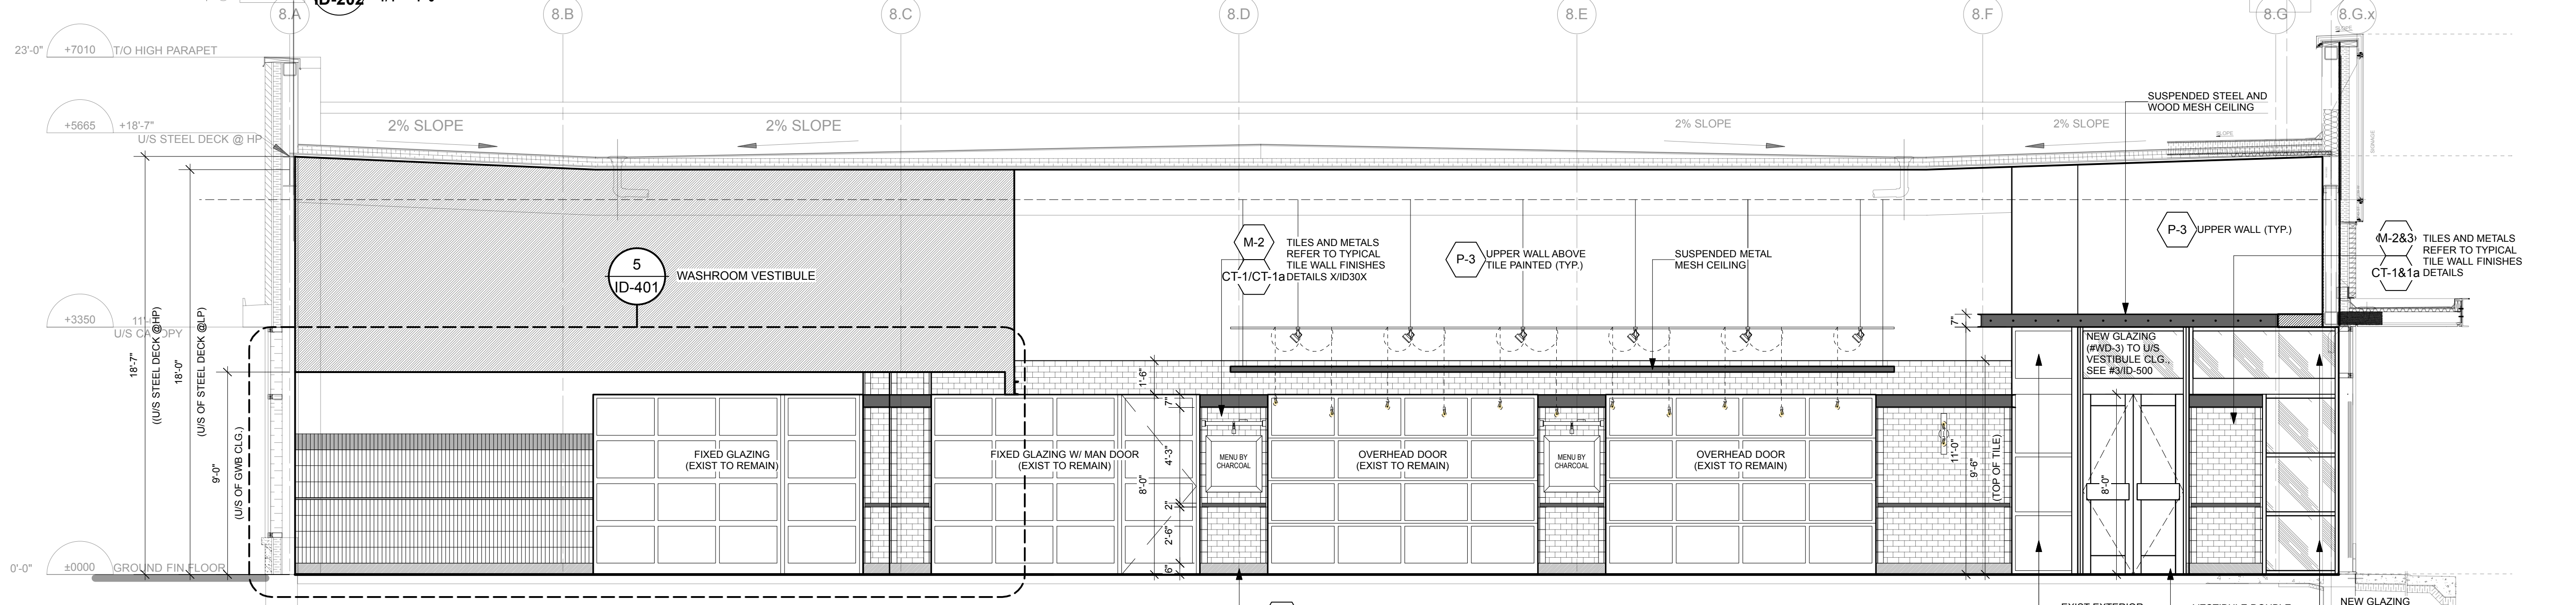 ID-202
8.A
8.B
8.C
8.D
8.E
8.F
8.G
8.G.x
23'-0"
+7010
T/O HIGH PARAPET
+5665
+18'-7"
U/S STEEL DECK @ HP
2% SLOPE
2% SLOPE
2% SLOPE
2% SLOPE
SLOPE
SLOPE
SIGNAGE
SUSPENDED STEEL AND
WOOD MESH CEILING
5
ID-401
WASHROOM VESTIBULE
M-2
CT-1/CT-1a
TILES AND METALS
REFER TO TYPICAL
TILE WALL FINISHES
DETAILS X/ID30X
P-3
UPPER WALL ABOVE
TILE PAINTED (TYP.)
SUSPENDED METAL
MESH CEILING
P-3
UPPER WALL (TYP.)
M-2&3
CT-1&1a
TILES AND METALS
REFER TO TYPICAL
TILE WALL FINISHES
DETAILS
+3350
U/S CANOPY
18'-7"
((U/S STEEL DECK @HP)
18'-0"
(U/S OF STEEL DECK @LP)
9'-0"
(U/S OF GWB CLG.)
FIXED GLAZING
(EXIST TO REMAIN)
FIXED GLAZING W/ MAN DOOR
(EXIST TO REMAIN)
1'-6"
7"
4'-3"
8'-0"
2"
2'-6"
6"
MENU BY
CHARCOAL
OVERHEAD DOOR
(EXIST TO REMAIN)
MENU BY
CHARCOAL
OVERHEAD DOOR
(EXIST TO REMAIN)
11'-0"
9'-6"
(TOP OF TILE)
7"
NEW GLAZING
(#WD-3) TO U/S
VESTIBULE CLG.,
SEE #3/ID-500
8'-0"
0'-0"
±0000
GROUND FIN FLOOR
NEW GLAZING